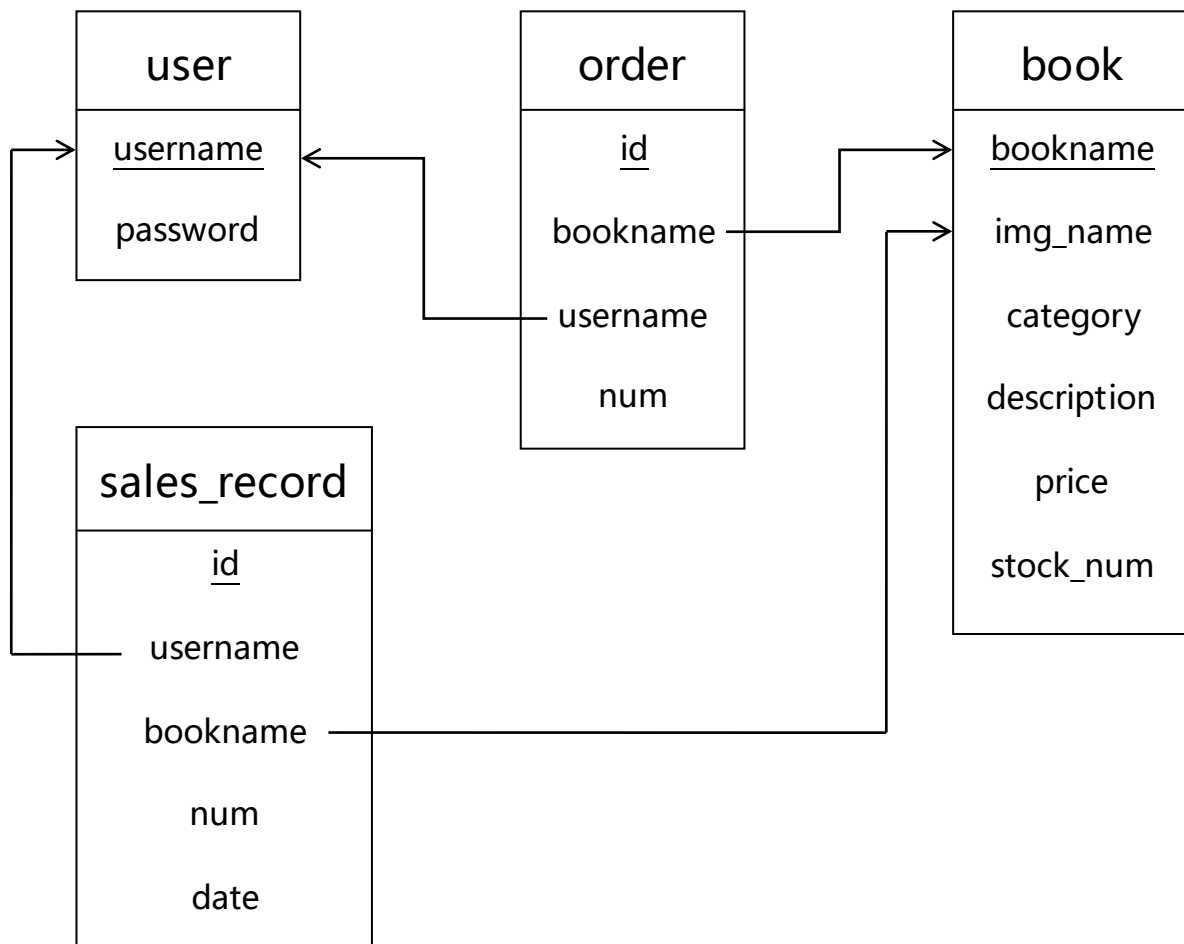 user
username
password
order
id
bookname
username
num
book
bookname
img_name
category
description
price
stock_num
sales_record
id
username
bookname
num
date